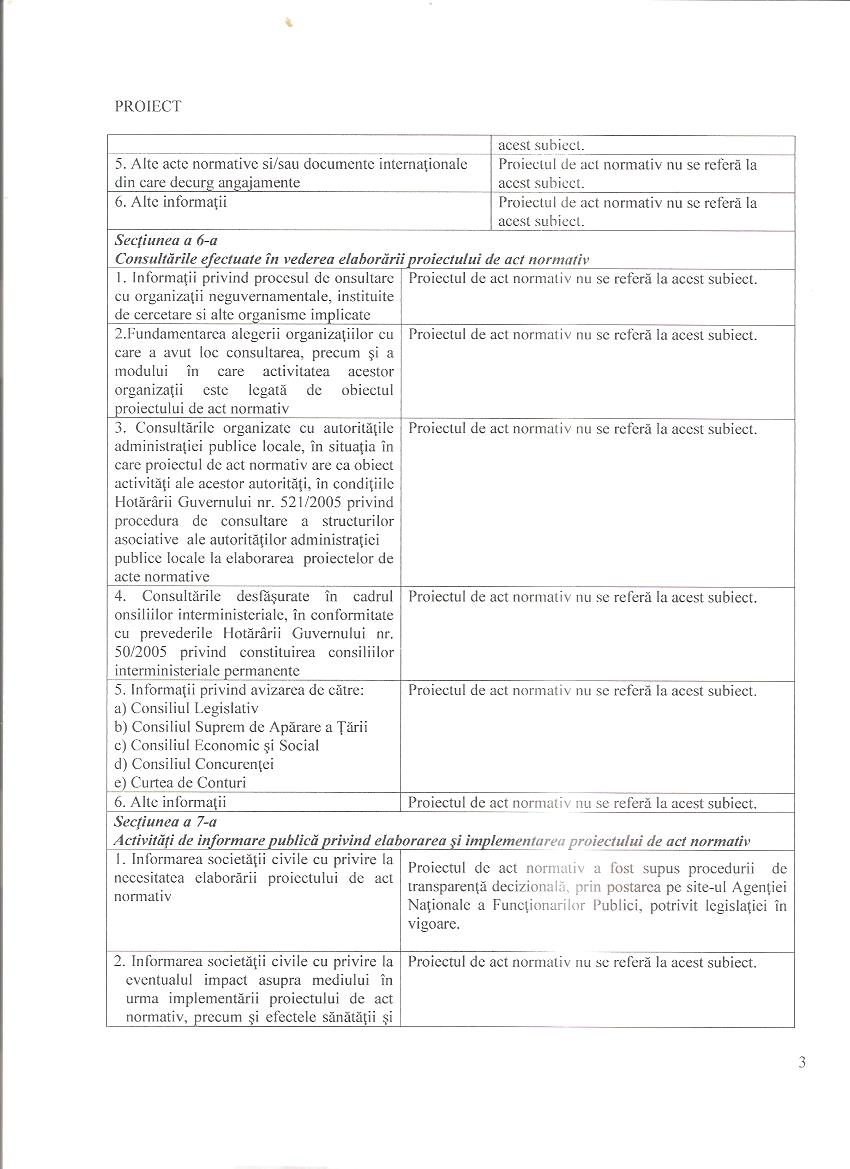 PROIECT
acest subiect.
5. Alte acte normative si/sau documente internaţionale
din care decurg angajamente
Proiectul de act normativ nu se referă la
acest subiect.
6. Alte informaţii
Proiectul de act normativ nu se referă la
acest subiect.
Secţiunea a 6-a
Consultările efectuate în vederea elaborării proiectului de act normativ
1. Informaţii privind procesul de onsultare
cu organizaţii neguvernamentale, instituite
de cercetare si alte organisme implicate
Proiectul de act normativ nu se referă la acest subiect.
2.Fundamentarea alegerii organizaţiilor cu
care a avut loc consultarea, precum şi a
modului în care activitatea acestor
organizaţii este legată de obiectul
proiectului de act normativ
Proiectul de act normativ nu se referă la acest subiect.
3. Consultările organizate cu autorităţile
administraţiei publice locale, în situaţia în
care proiectul de act normativ are ca obiect
activităţi ale acestor autorităţi, în condiţiile
Hotărârii Guvernului nr. 521/2005 privind
procedura de consultare a structurilor
asociative ale autorităţilor administraţiei
publice locale la elaborarea proiectelor de
acte normative
Proiectul de act normativ nu se referă la acest subiect.
4. Consultările desfăşurate în cadrul
onsiliilor interministeriale, în conformitate
cu prevederile Hotărârii Guvernului nr.
50/2005 privind constituirea consiliilor
interministeriale permanente
Proiectul de act normativ nu se referă la acest subiect.
5. Informaţii privind avizarea de către:
a) Consiliul Legislativ
b) Consiliul Suprem de Apărare a Ţării
c) Consiliul Economic şi Social
d) Consiliul Concurenţei
e) Curtea de Conturi
Proiectul de act normativ nu se referă la acest subiect.
6. Alte informaţii
Proiectul de act normativ nu se referă la acest subiect.
Secţiunea a 7-a
Activităţi de informare publică privind elaborarea şi implementarea proiectului de act normativ
1. Informarea societăţii civile cu privire la
necesitatea elaborării proiectului de act
normativ
Proiectul de act normativ a fost supus procedurii de
transparenţă decizională, prin postarea pe site-ul Agenţiei
Naţionale a Funcţionarilor Publici, potrivit legislaţiei în
vigoare.
2. Informarea societăţii civile cu privire la
eventualul impact asupra mediului în
urma implementării proiectului de act
normativ, precum şi efectele sănătăţii şi
Proiectul de act normativ nu se referă la acest subiect.
3